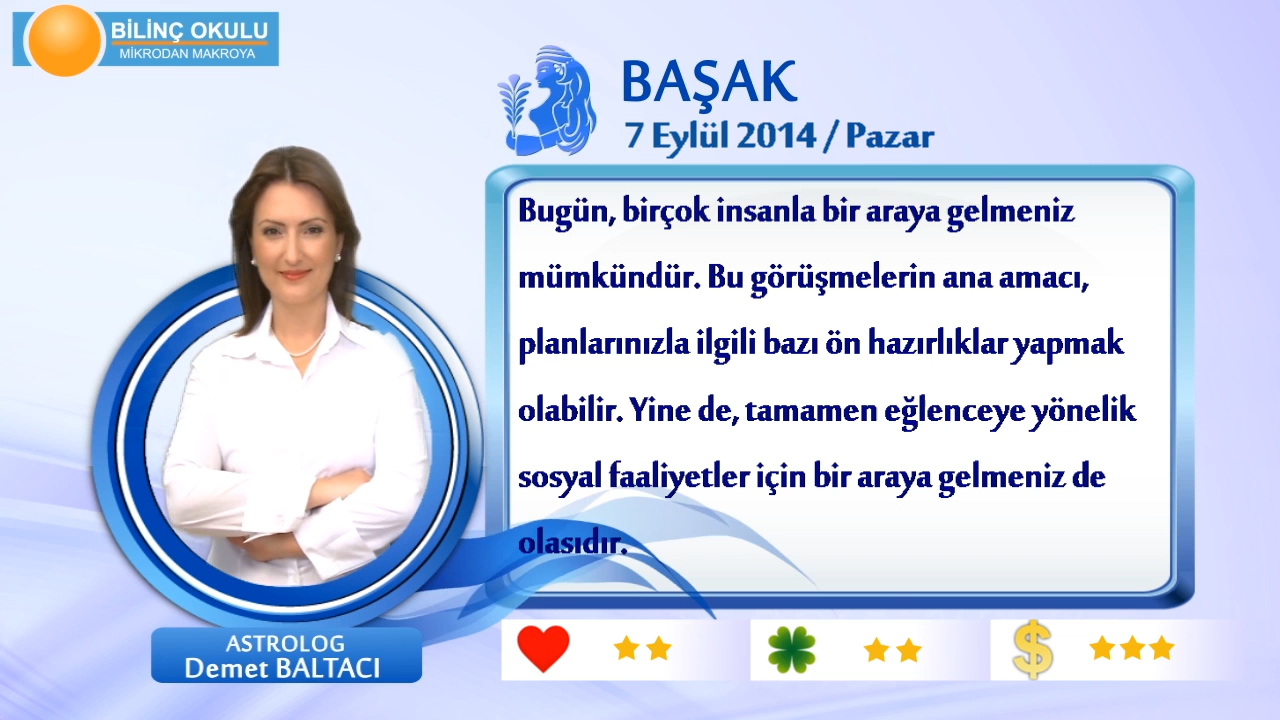 BİLİNÇ OKULU
MİKRODAN MAKROYA
BAŞAK
7 Eylül 2014 / Pazar
Bugün, birçok insanla bir araya gelmeniz
mümkündür. Bu görüşmelerin ana amacı,
planlarınızla ilgili bazı ön hazırlıklar yapmak
olabilir. Yine de, tamamen eğlenceye yönelik
sosyal faaliyetler için bir araya gelmeniz de
olasıdır.
ASTROLOG
Demet BALTACI
$